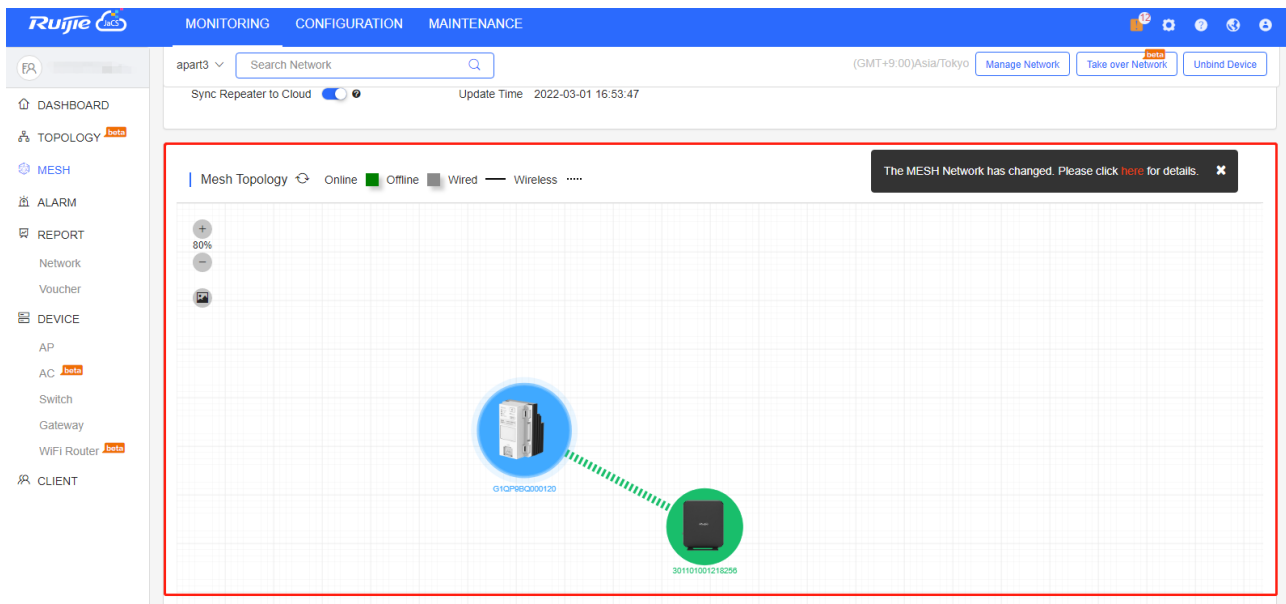 Ruijie JaCS MONITORING CONFIGURATION MAINTENANCE 12
apart3 Search Network (GMT+9:00)Asia/Tokyo Manage Network Take over Network beta Unbind Device
Sync Repeater to Cloud Update Time 2022-03-01 16:53:47
DASHBOARD
TOPOLOGY beta
MESH
ALARM
REPORT
Network
Voucher
DEVICE
AP
AC beta
Switch
Gateway
WiFi Router beta
CLIENT
Mesh Topology Online Offline Wired Wireless
The MESH Network has changed. Please click here for details.
80%
G1QP9BQ000120
301101001218256